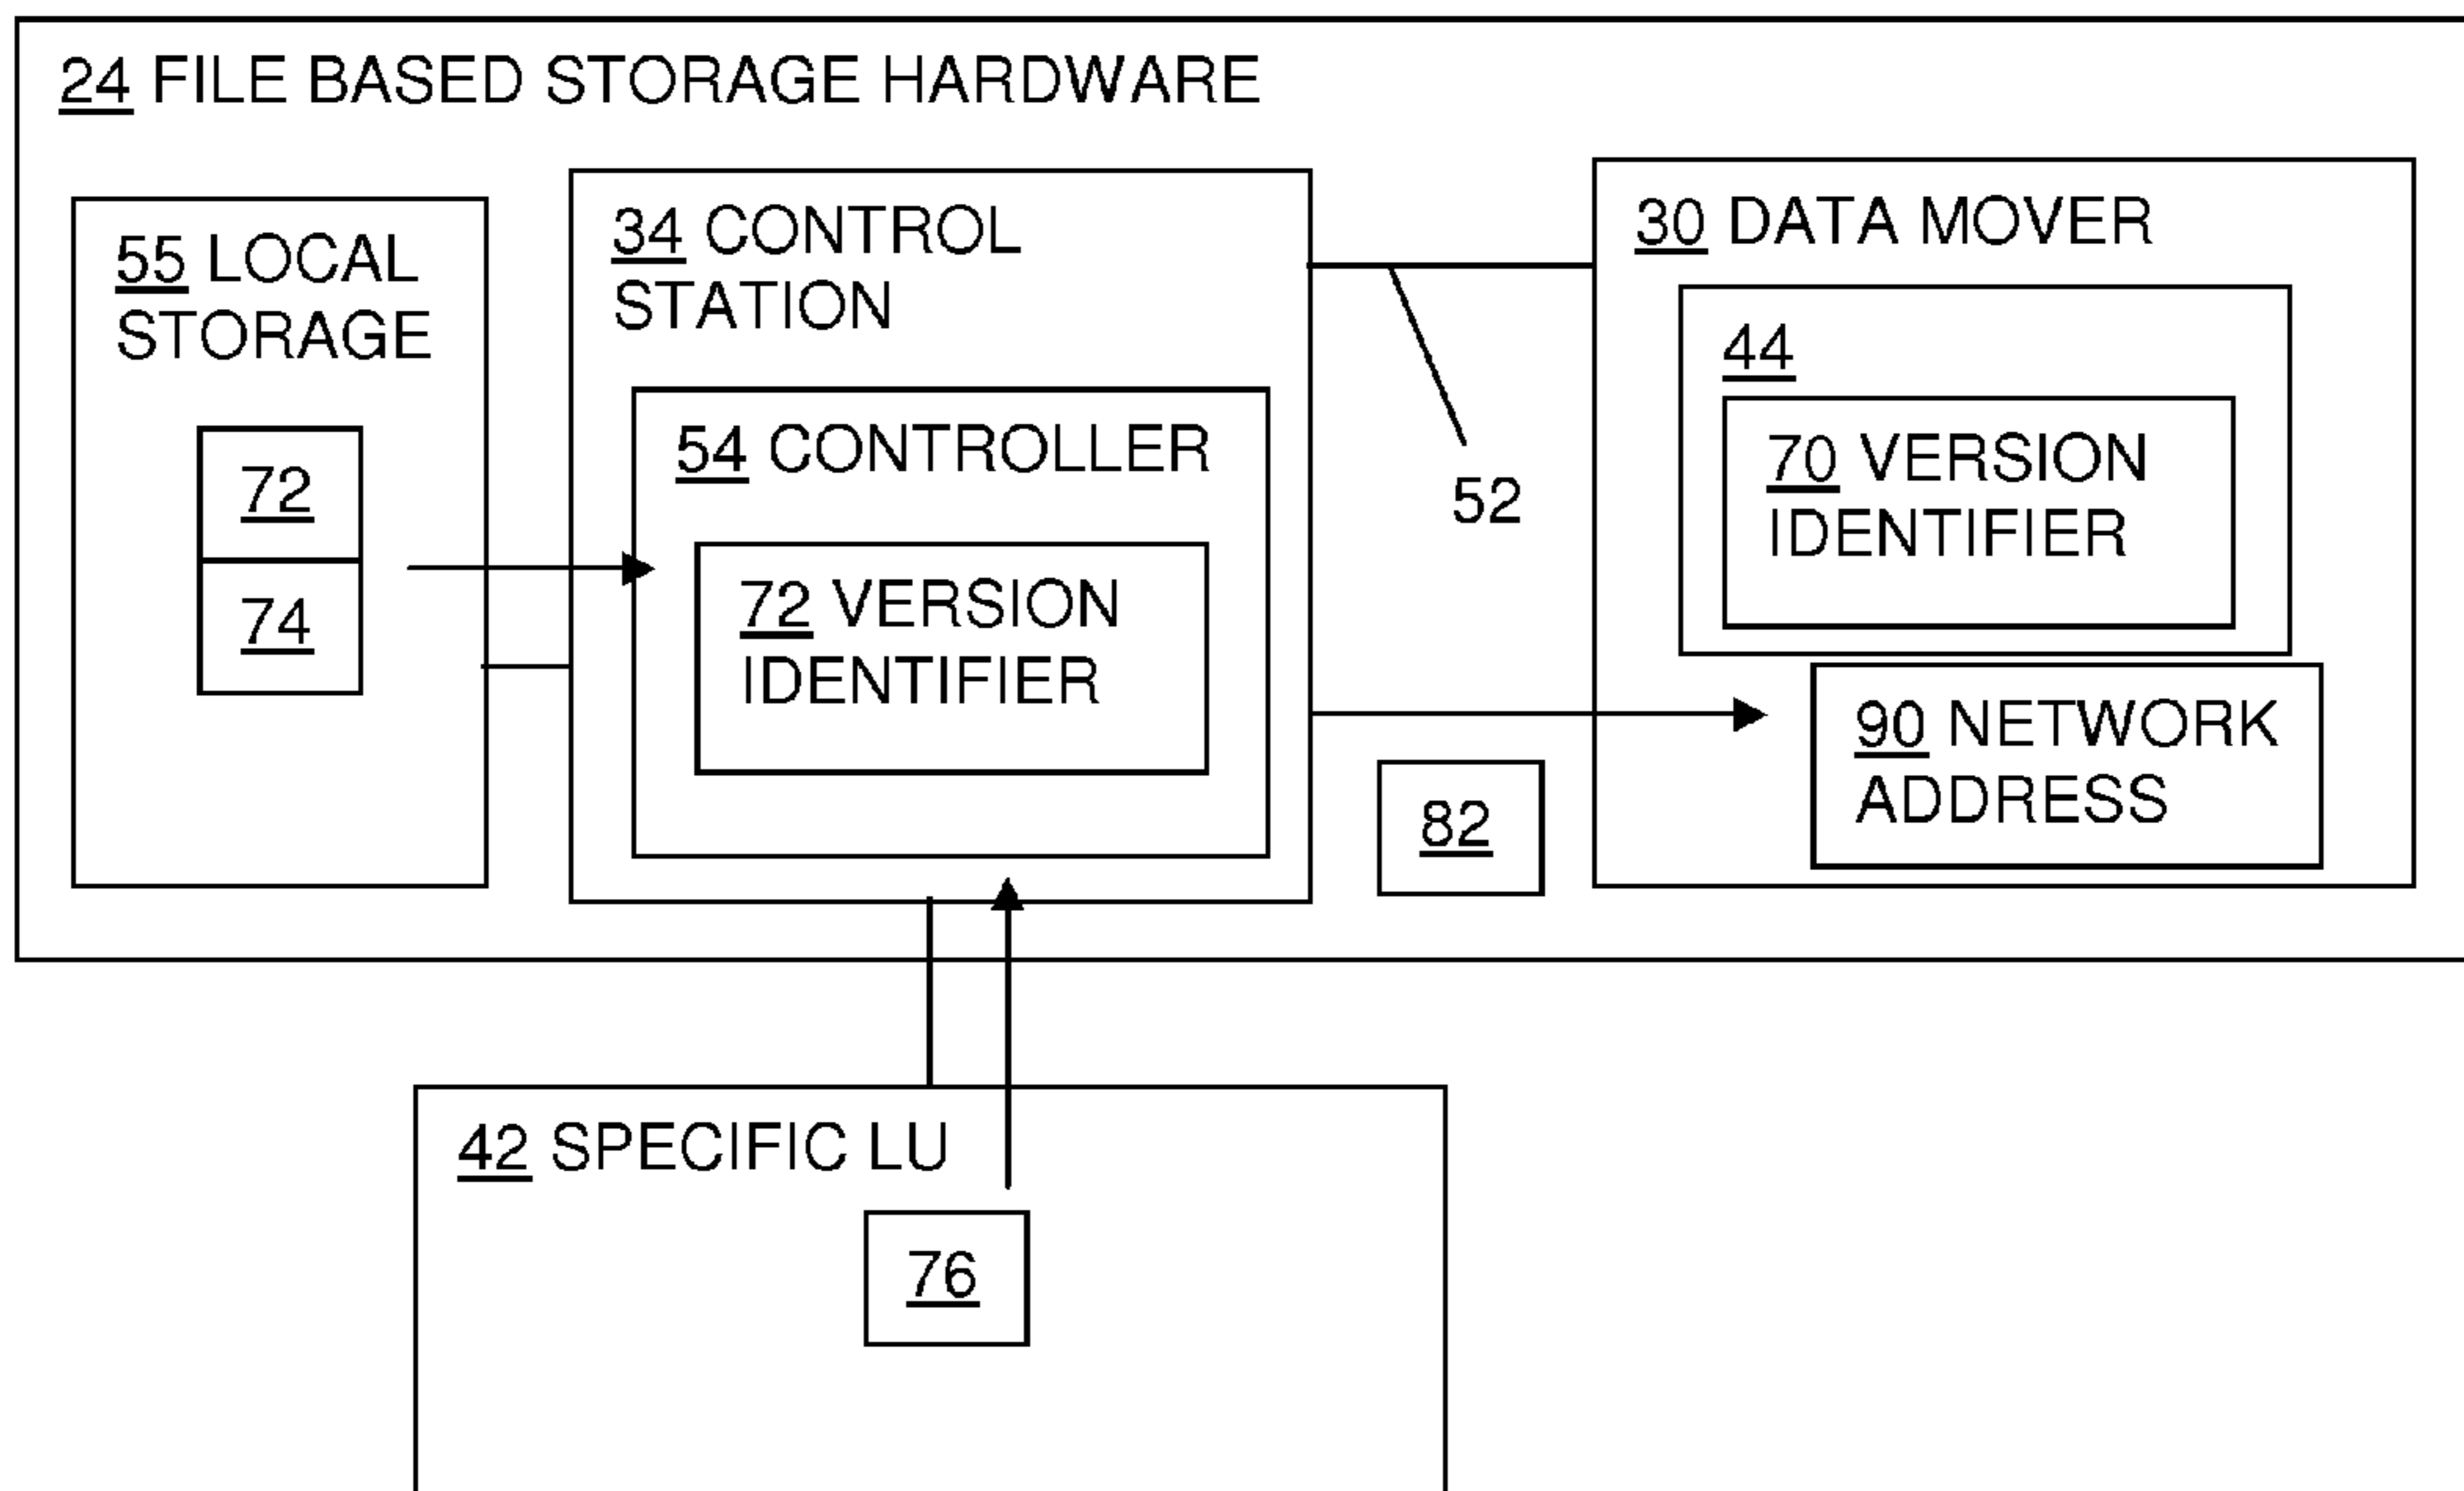 24 FILE BASED STORAGE HARDWARE
55 LOCAL
STORAGE
72
74
34 CONTROL
STATION
54 CONTROLLER
72 VERSION
IDENTIFIER
52
82
30 DATA MOVER
44
70 VERSION
IDENTIFIER
90 NETWORK
ADDRESS
42 SPECIFIC LU
76